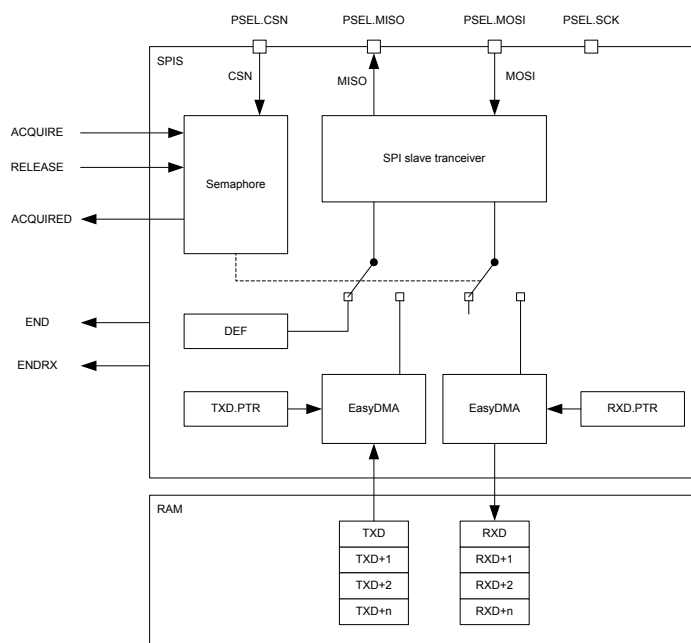 PSEL.CSN PSEL.MISO PSEL.MOSI PSEL.SCK
SPIS
CSN MISO MOSI
ACQUIRE
RELEASE
ACQUIRED
Semaphore
SPI slave tranceiver
END
ENDRX
DEF
TXD.PTR EasyDMA EasyDMA RXD.PTR
RAM
TXD RXD
TXD+1 RXD+1
TXD+2 RXD+2
TXD+n RXD+n